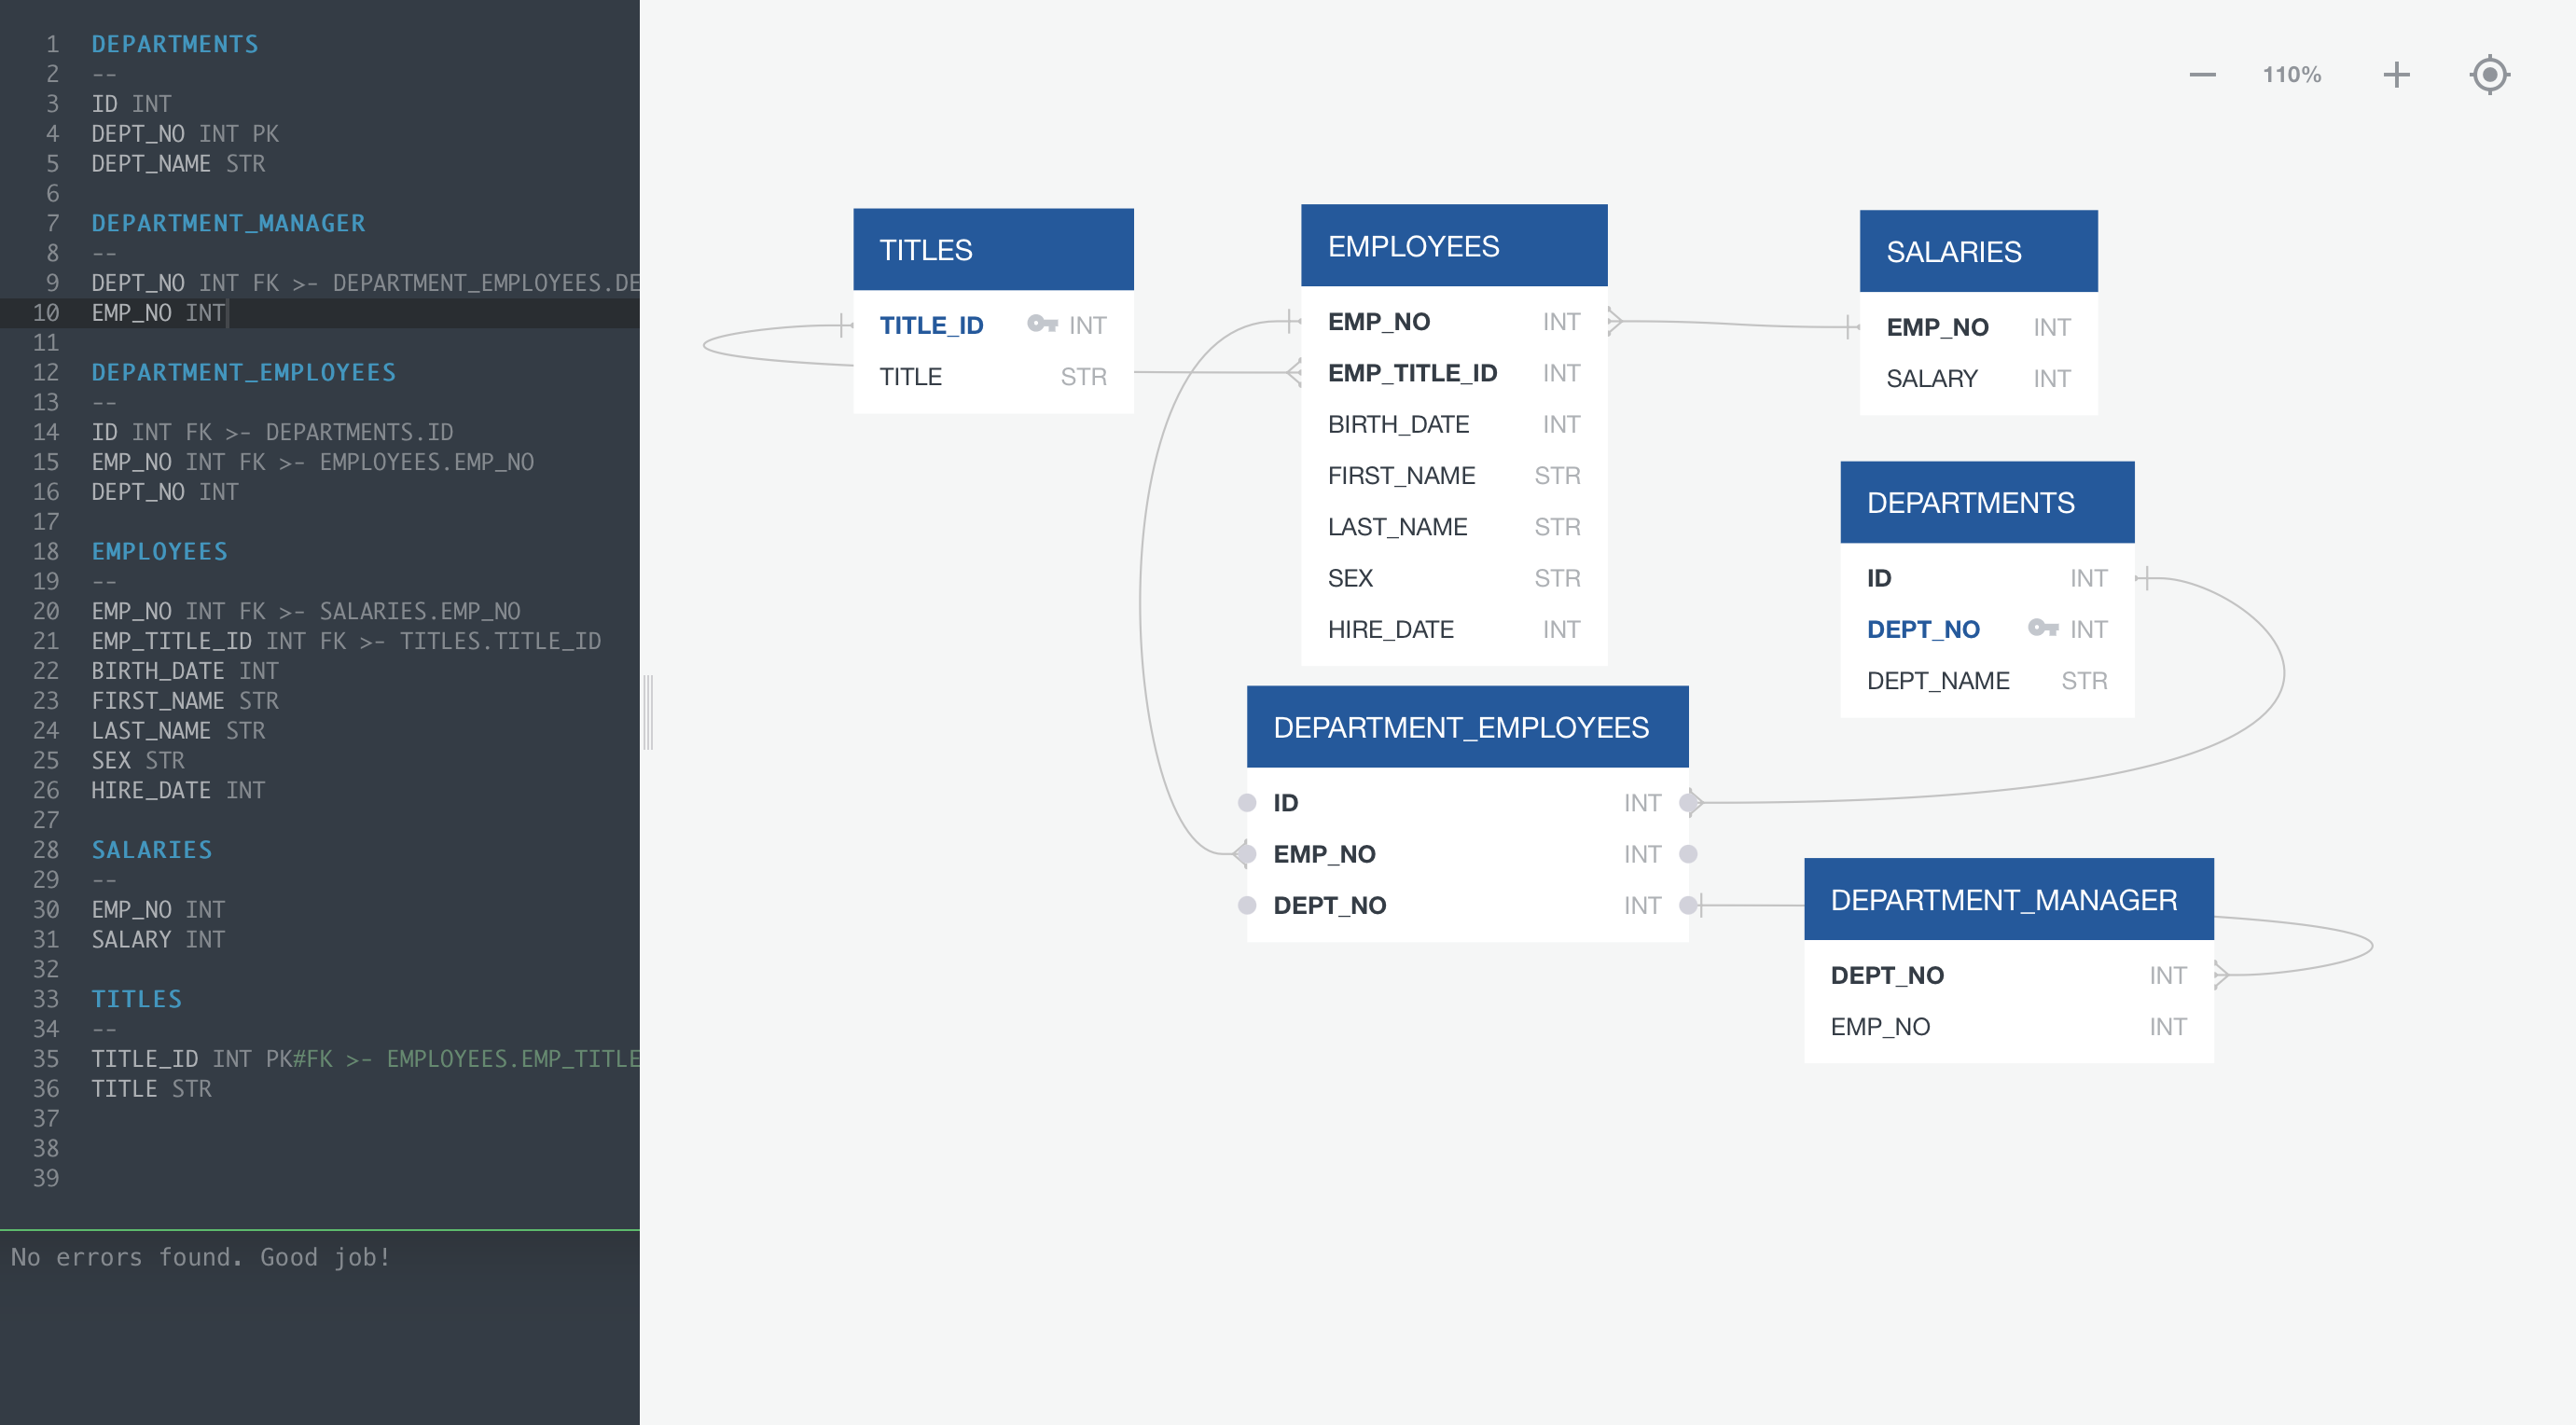 1 DEPARTMENTS
2 --
3 ID INT
4 DEPT_NO INT PK
5 DEPT_NAME STR
6
7 DEPARTMENT_MANAGER
8 --
9 DEPT_NO INT FK >- DEPARTMENT_EMPLOYEES.DE
10 EMP_NO INT
11
12 DEPARTMENT_EMPLOYEES
13 --
14 ID INT FK >- DEPARTMENTS.ID
15 EMP_NO INT FK >- EMPLOYEES.EMP_NO
16 DEPT_NO INT
17
18 EMPLOYEES
19 --
20 EMP_NO INT FK >- SALARIES.EMP_NO
21 EMP_TITLE_ID INT FK >- TITLES.TITLE_ID
22 BIRTH_DATE INT
23 FIRST_NAME STR
24 LAST_NAME STR
25 SEX STR
26 HIRE_DATE INT
27
28 SALARIES
29 --
30 EMP_NO INT
31 SALARY INT
32
33 TITLES
34 --
35 TITLE_ID INT PK#FK >- EMPLOYEES.EMP_TITLE
36 TITLE STR
37
38
39
No errors found. Good job!
110%
TITLES
TITLE_ID INT
TITLE STR
EMPLOYEES
EMP_NO INT
EMP_TITLE_ID INT
BIRTH_DATE INT
FIRST_NAME STR
LAST_NAME STR
SEX STR
HIRE_DATE INT
SALARIES
EMP_NO INT
SALARY INT
DEPARTMENTS
ID INT
DEPT_NO INT
DEPT_NAME STR
DEPARTMENT_EMPLOYEES
ID INT
EMP_NO INT
DEPT_NO INT
DEPARTMENT_MANAGER
DEPT_NO INT
EMP_NO INT